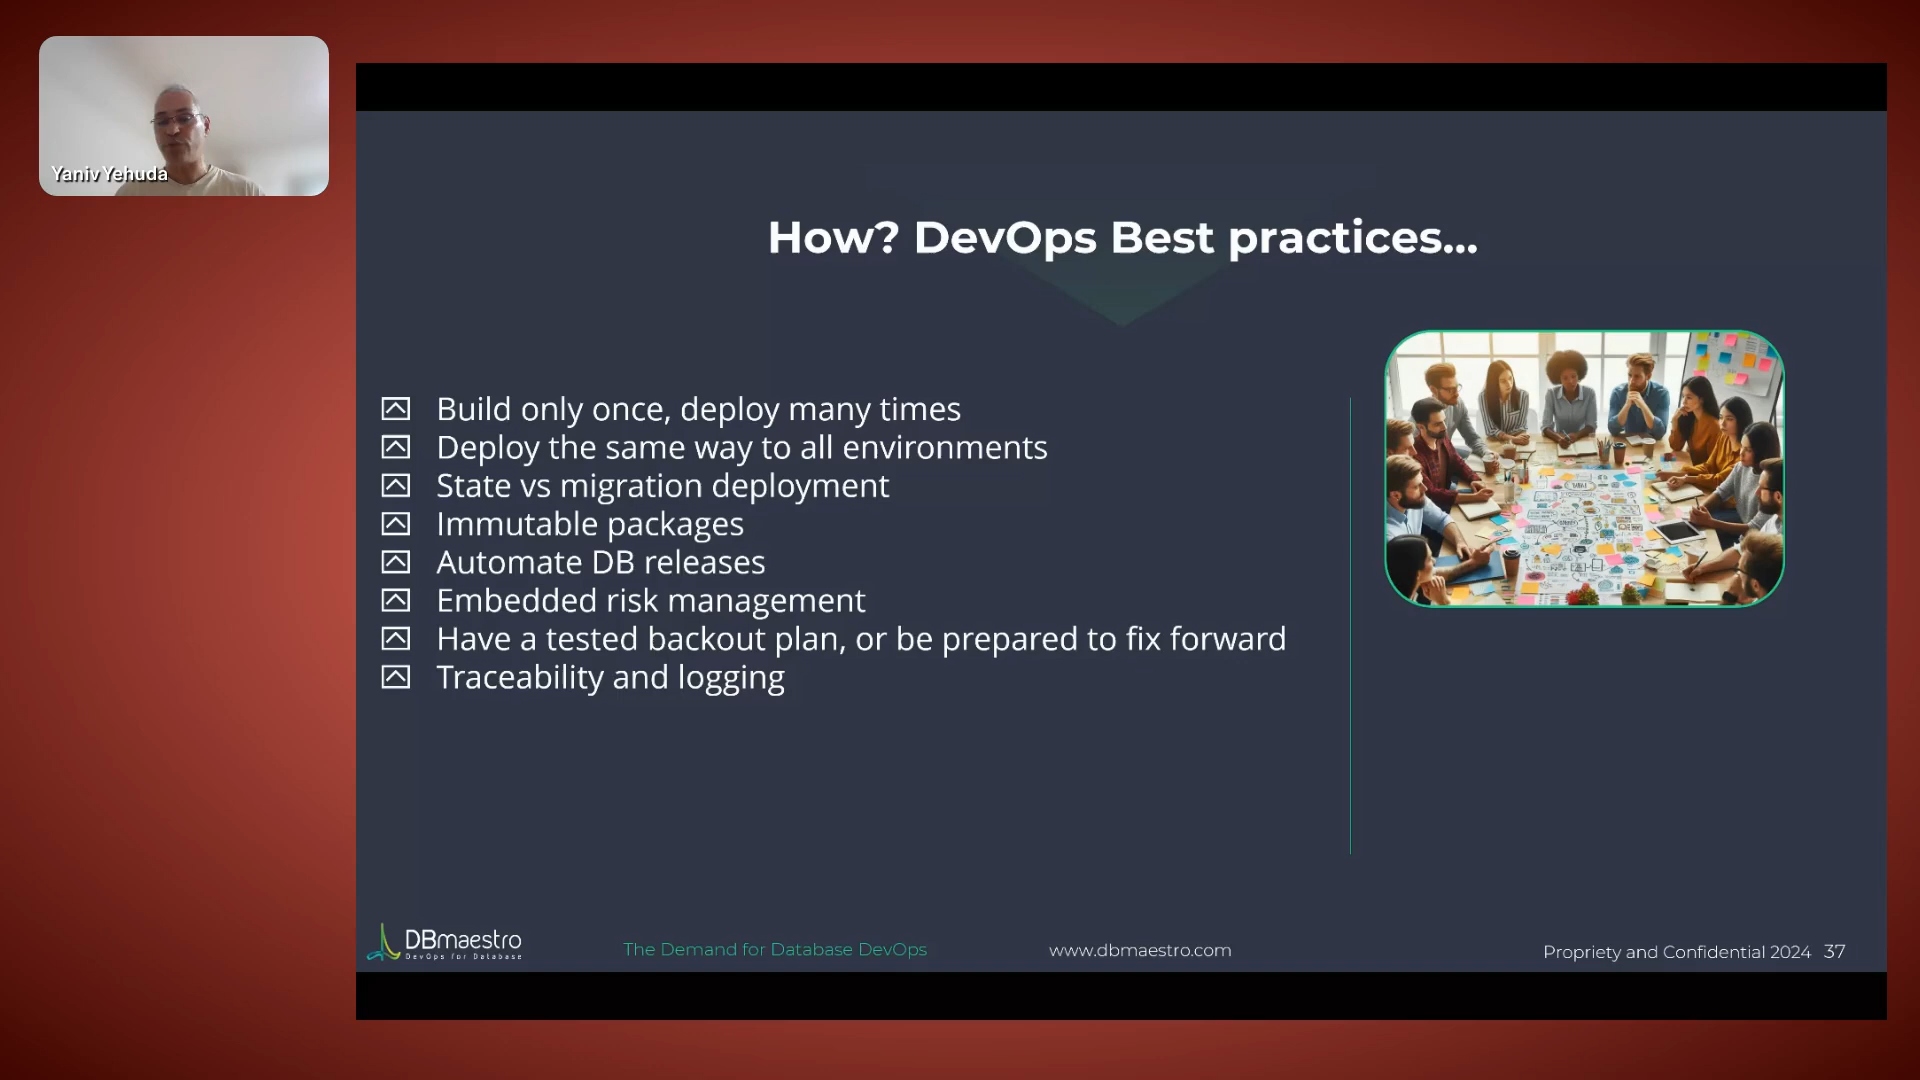 Yaniv Yehuda
How? DevOps Best practices...
Build only once, deploy many times
Deploy the same way to all environments
State vs migration deployment
Immutable packages
Automate DB releases
Embedded risk management
Have a tested backout plan, or be prepared to fix forward
Traceability and logging
DBmaestro
DevOps for Database
The Demand for Database DevOps
www.dbmaestro.com
Propriety and Confidential 2024 37